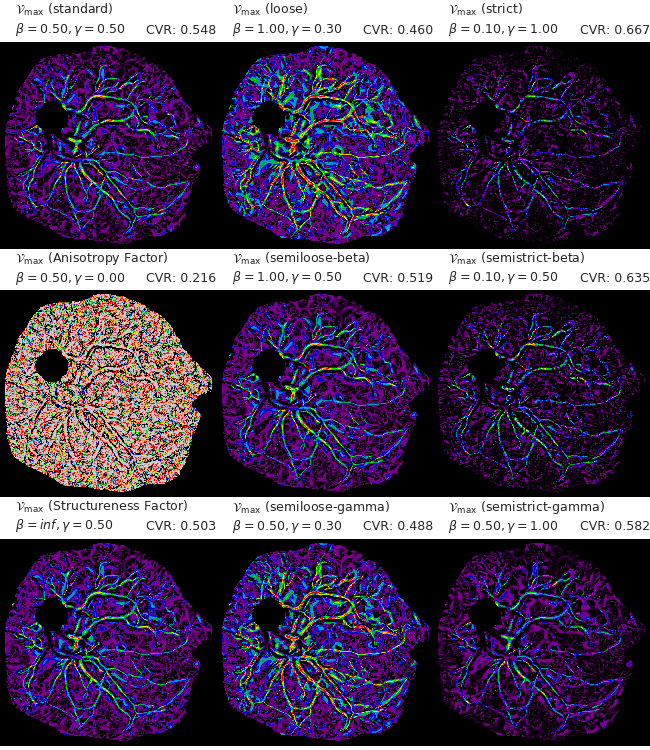 𝒱max (standard)
β = 0.50, γ = 0.50 CVR: 0.548
𝒱max (loose)
β = 1.00, γ = 0.30 CVR: 0.460
𝒱max (strict)
β = 0.10, γ = 1.00 CVR: 0.667
𝒱max (Anisotropy Factor)
β = 0.50, γ = 0.00 CVR: 0.216
𝒱max (semiloose-beta)
β = 1.00, γ = 0.50 CVR: 0.519
𝒱max (semistrict-beta)
β = 0.10, γ = 0.50 CVR: 0.635
𝒱max (Structureness Factor)
β = inf, γ = 0.50 CVR: 0.503
𝒱max (semiloose-gamma)
β = 0.50, γ = 0.30 CVR: 0.488
𝒱max (semistrict-gamma)
β = 0.50, γ = 1.00 CVR: 0.582